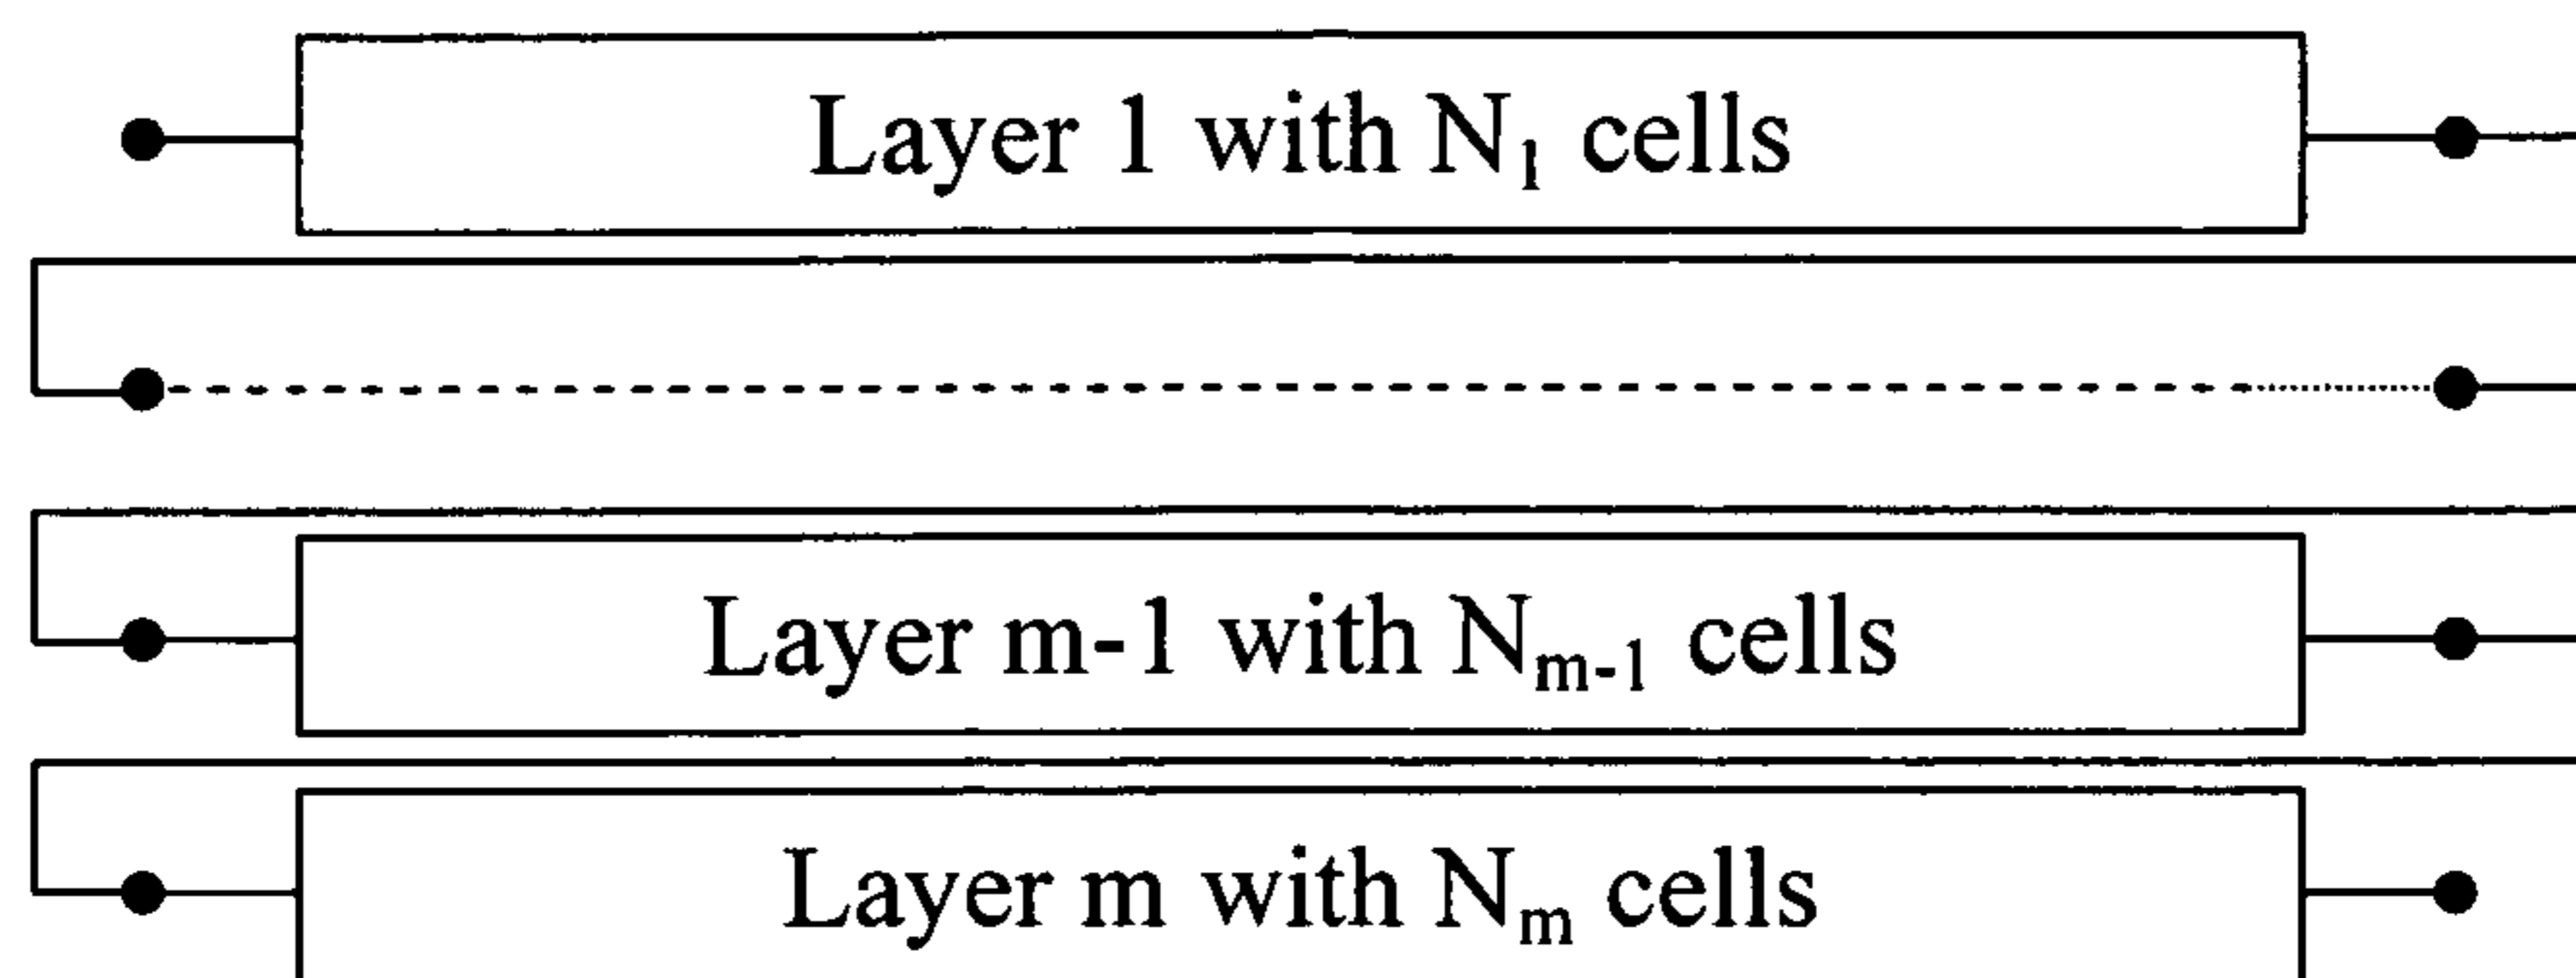 Layer 1 with N₁ cells
Layer m-1 with Nₘ₋₁ cells
Layer m with Nₘ cells